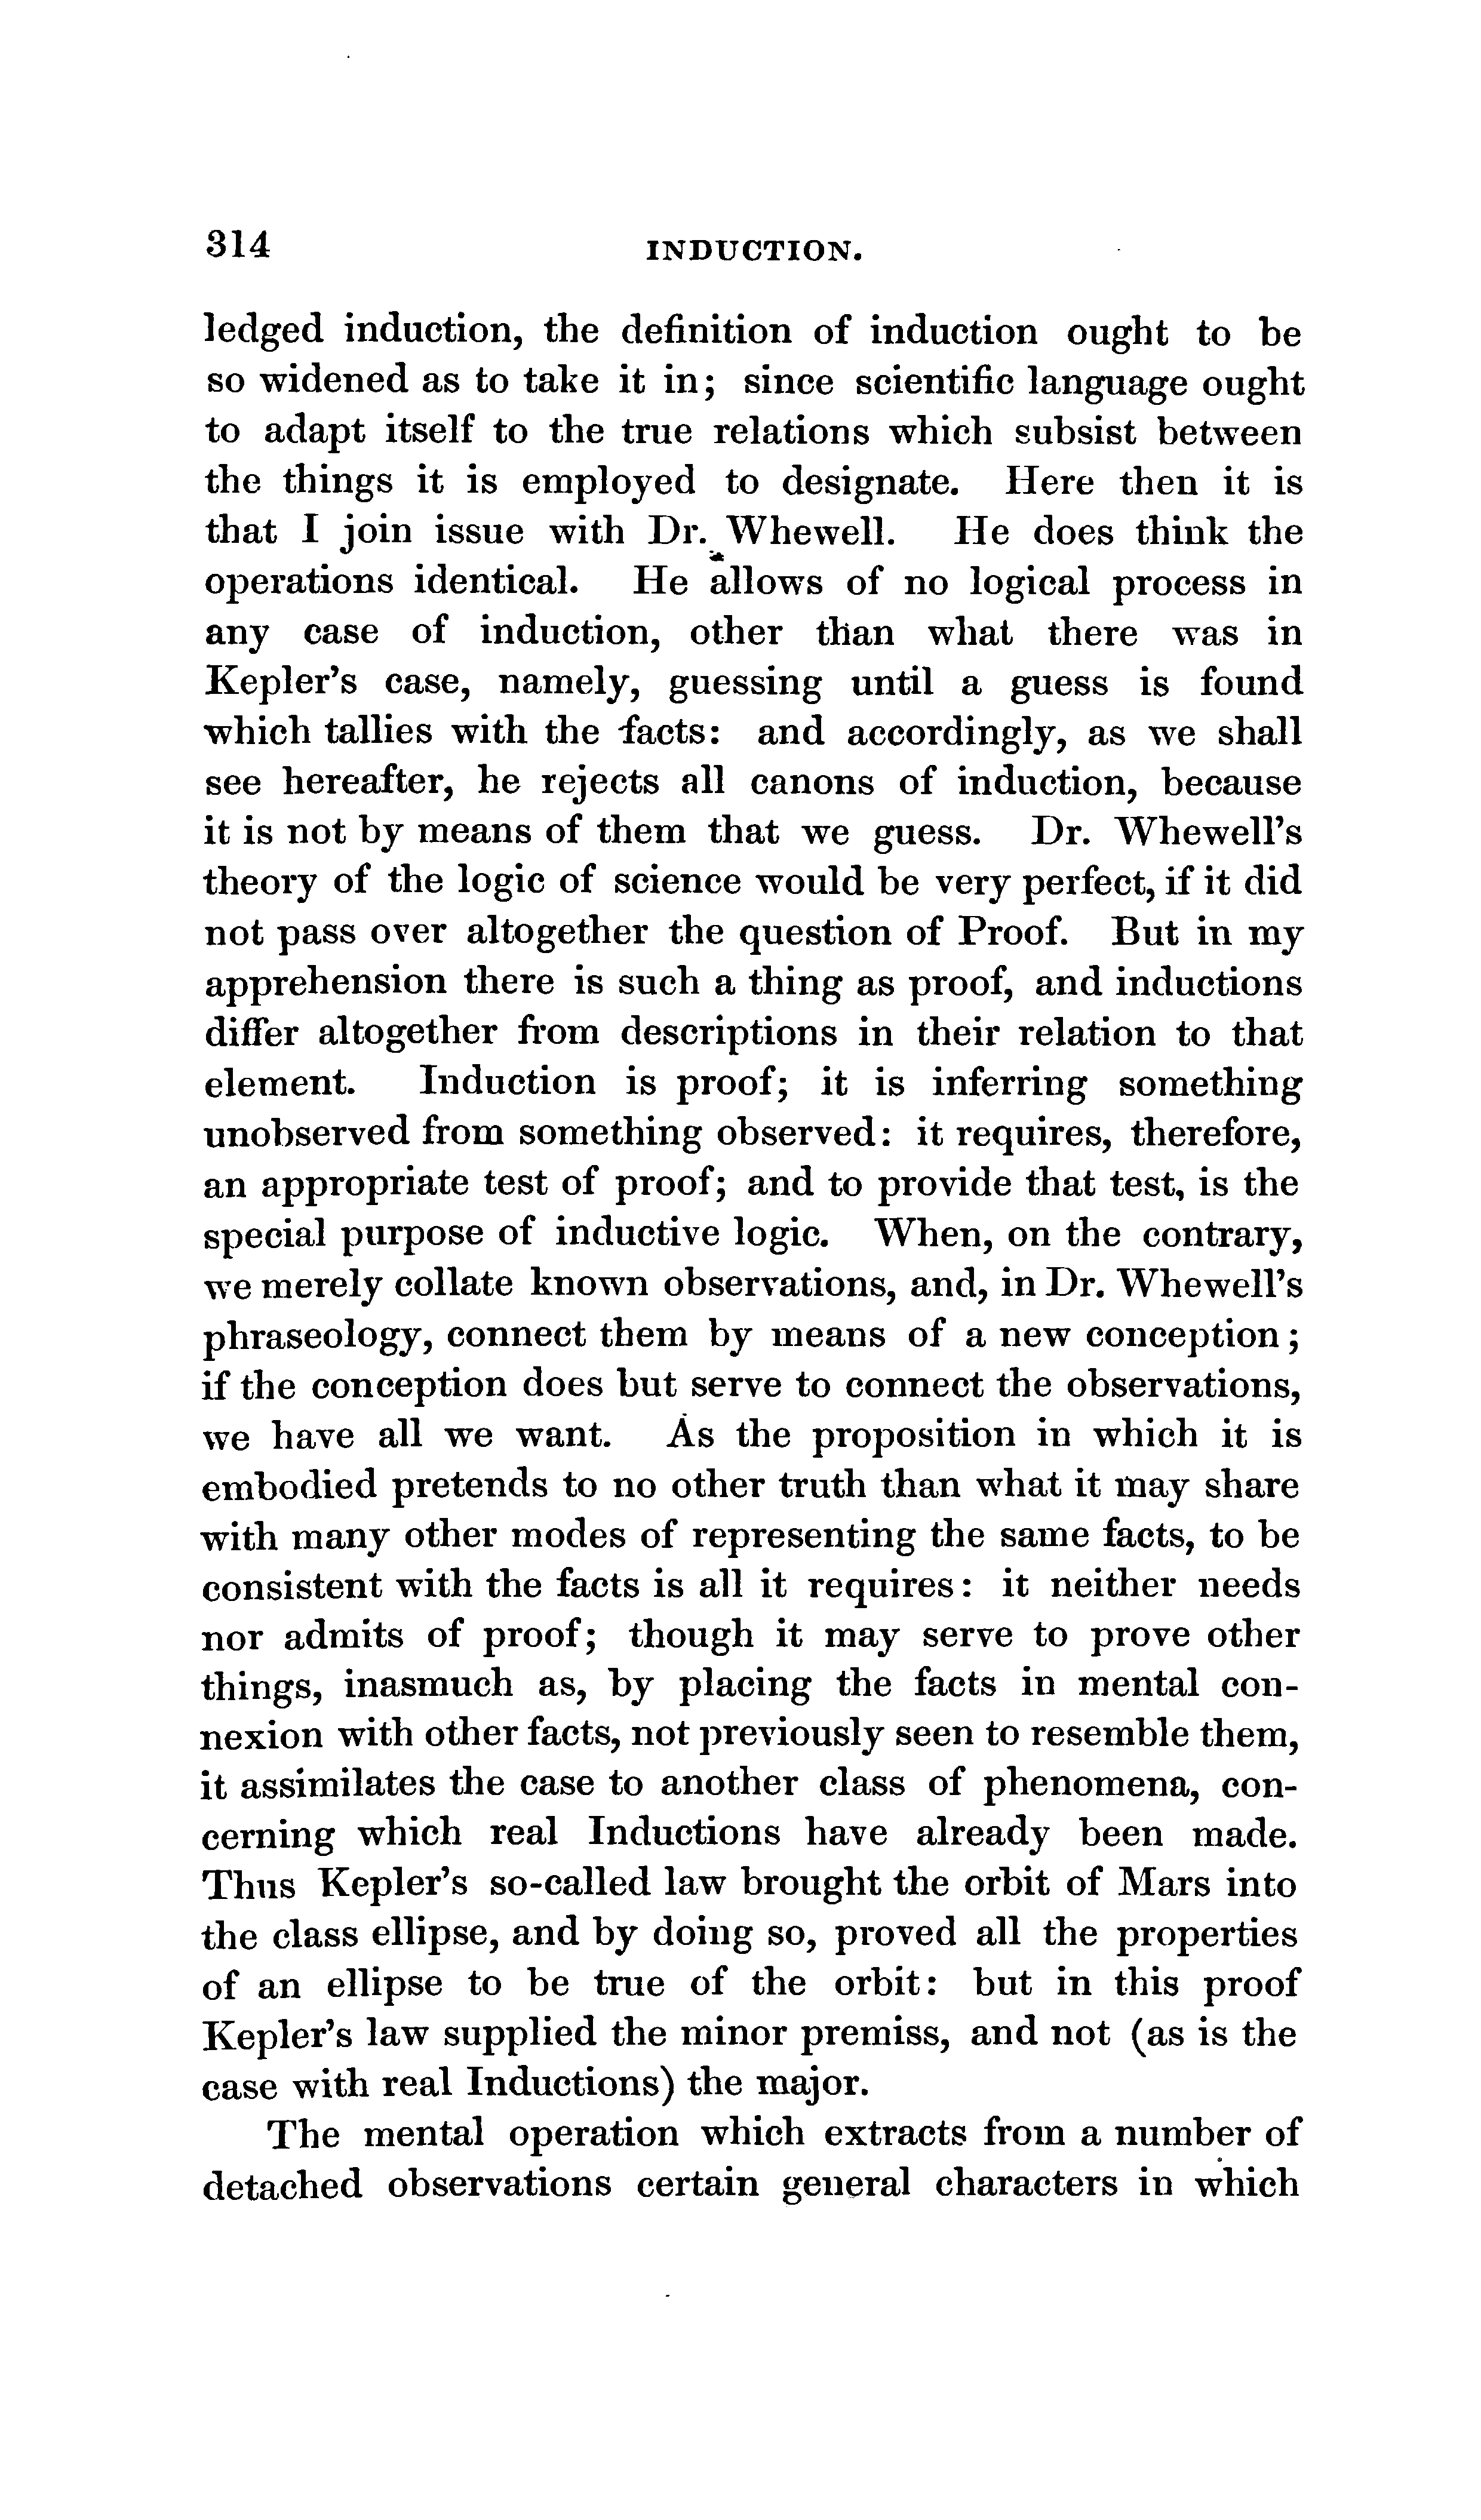 314 INDUCTION.
ledged induction, the definition of induction ought to be
so widened as to take it in; since scientific language ought
to adapt itself to the true relations which subsist between
the things it is employed to designate. Here then it is
that I join issue with Dr. Whewell. He does think the
operations identical. He allows of no logical process in
any case of induction, other than what there was in
Kepler's case, namely, guessing until a guess is found
which tallies with the facts: and accordingly, as we shall
see hereafter, he rejects all canons of induction, because
it is not by means of them that we guess. Dr. Whewell's
theory of the logic of science would be very perfect, if it did
not pass over altogether the question of Proof. But in my
apprehension there is such a thing as proof, and inductions
differ altogether from descriptions in their relation to that
element. Induction is proof; it is inferring something
unobserved from something observed: it requires, therefore,
an appropriate test of proof; and to provide that test, is the
special purpose of inductive logic. When, on the contrary,
we merely collate known observations, and, in Dr. Whewell's
phraseology, connect them by means of a new conception;
if the conception does but serve to connect the observations,
we have all we want. As the proposition in which it is
embodied pretends to no other truth than what it may share
with many other modes of representing the same facts, to be
consistent with the facts is all it requires: it neither needs
nor admits of proof; though it may serve to prove other
things, inasmuch as, by placing the facts in mental con-
nexion with other facts, not previously seen to resemble them,
it assimilates the case to another class of phenomena, con-
cerning which real Inductions have already been made.
Thus Kepler's so-called law brought the orbit of Mars into
the class ellipse, and by doing so, proved all the properties
of an ellipse to be true of the orbit: but in this proof
Kepler's law supplied the minor premiss, and not (as is the
case with real Inductions) the major.
The mental operation which extracts from a number of
detached observations certain general characters in which